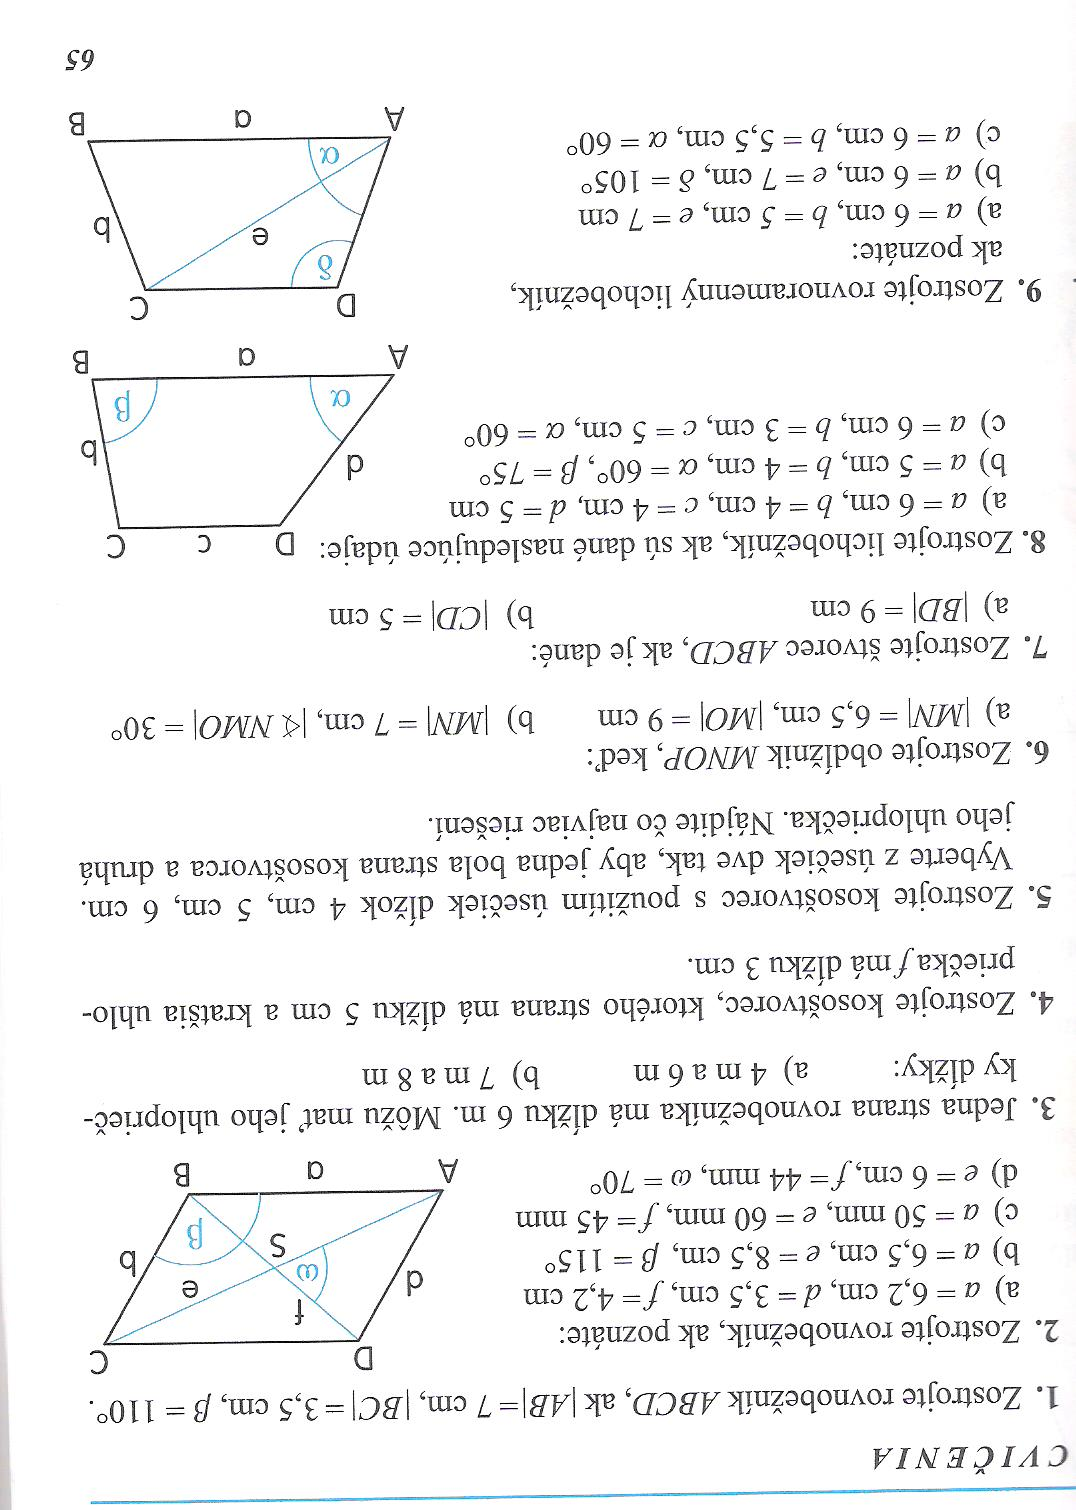 CVIČENIA
1. Zostrojte rovnobežník ABCD, ak |AB|= 7 cm, |BC|= 3,5 cm, β = 110°.
2. Zostrojte rovnobežník, ak poznáte:
a) a = 6,2 cm, d = 3,5 cm, f = 4,2 cm
b) a = 6,5 cm, e = 8,5 cm, β = 115°
c) a = 50 mm, e = 60 mm, f = 45 mm
d) e = 6 cm, f = 44 mm, ω = 70°
D
C
f
e
d
ω
b
S
β
A
a
B
3. Jedna strana rovnobežníka má dĺžku 6 m. Môžu mať jeho uhloprieč-
ky dĺžky: a) 4 m a 6 m b) 7 m a 8 m
4. Zostrojte kosoštvorec, ktorého strana má dĺžku 5 cm a kratšia uhlo-
priečka f má dĺžku 3 cm.
5. Zostrojte kosoštvorec s použitím úsečiek dĺžok 4 cm, 5 cm, 6 cm.
Vyberte z úsečiek dve tak, aby jedna bola strana kosoštvorca a druhá
jeho uhlopriečka. Nájdite čo najviac riešení.
6. Zostrojte obdĺžnik MNOP, keď:
a) |MN| = 6,5 cm, |MO| = 9 cm b) |MN| = 7 cm, |∢ NMO| = 30°
7. Zostrojte štvorec ABCD, ak je dané:
a) |BD| = 9 cm b) |CD| = 5 cm
8. Zostrojte lichobežník, ak sú dané nasledujúce údaje:
a) a = 6 cm, b = 4 cm, c = 4 cm, d = 5 cm
b) a = 5 cm, b = 4 cm, α = 60°, β = 75°
c) a = 6 cm, b = 3 cm, c = 5 cm, α = 60°
D
c
C
d
b
α
β
A
a
B
9. Zostrojte rovnoramenný lichobežník,
ak poznáte:
a) a = 6 cm, b = 5 cm, e = 7 cm
b) a = 6 cm, e = 7 cm, δ = 105°
c) a = 6 cm, b = 5,5 cm, α = 60°
D
C
δ
e
b
α
A
a
B
65